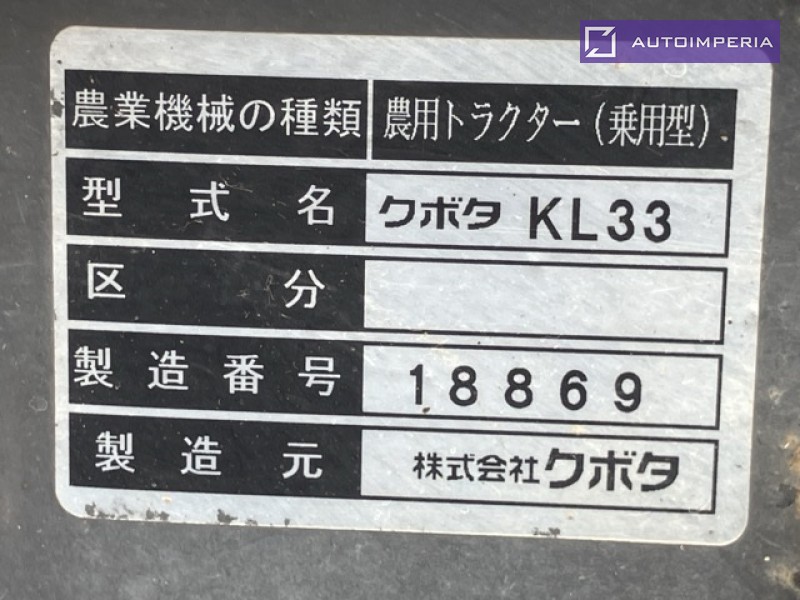 AUTOIMPERIA
農業機械の種類 農用トラクター(乗用型)
型式名 クボタ KL33
区分
製造番号 18869
製造元 株式会社クボタ